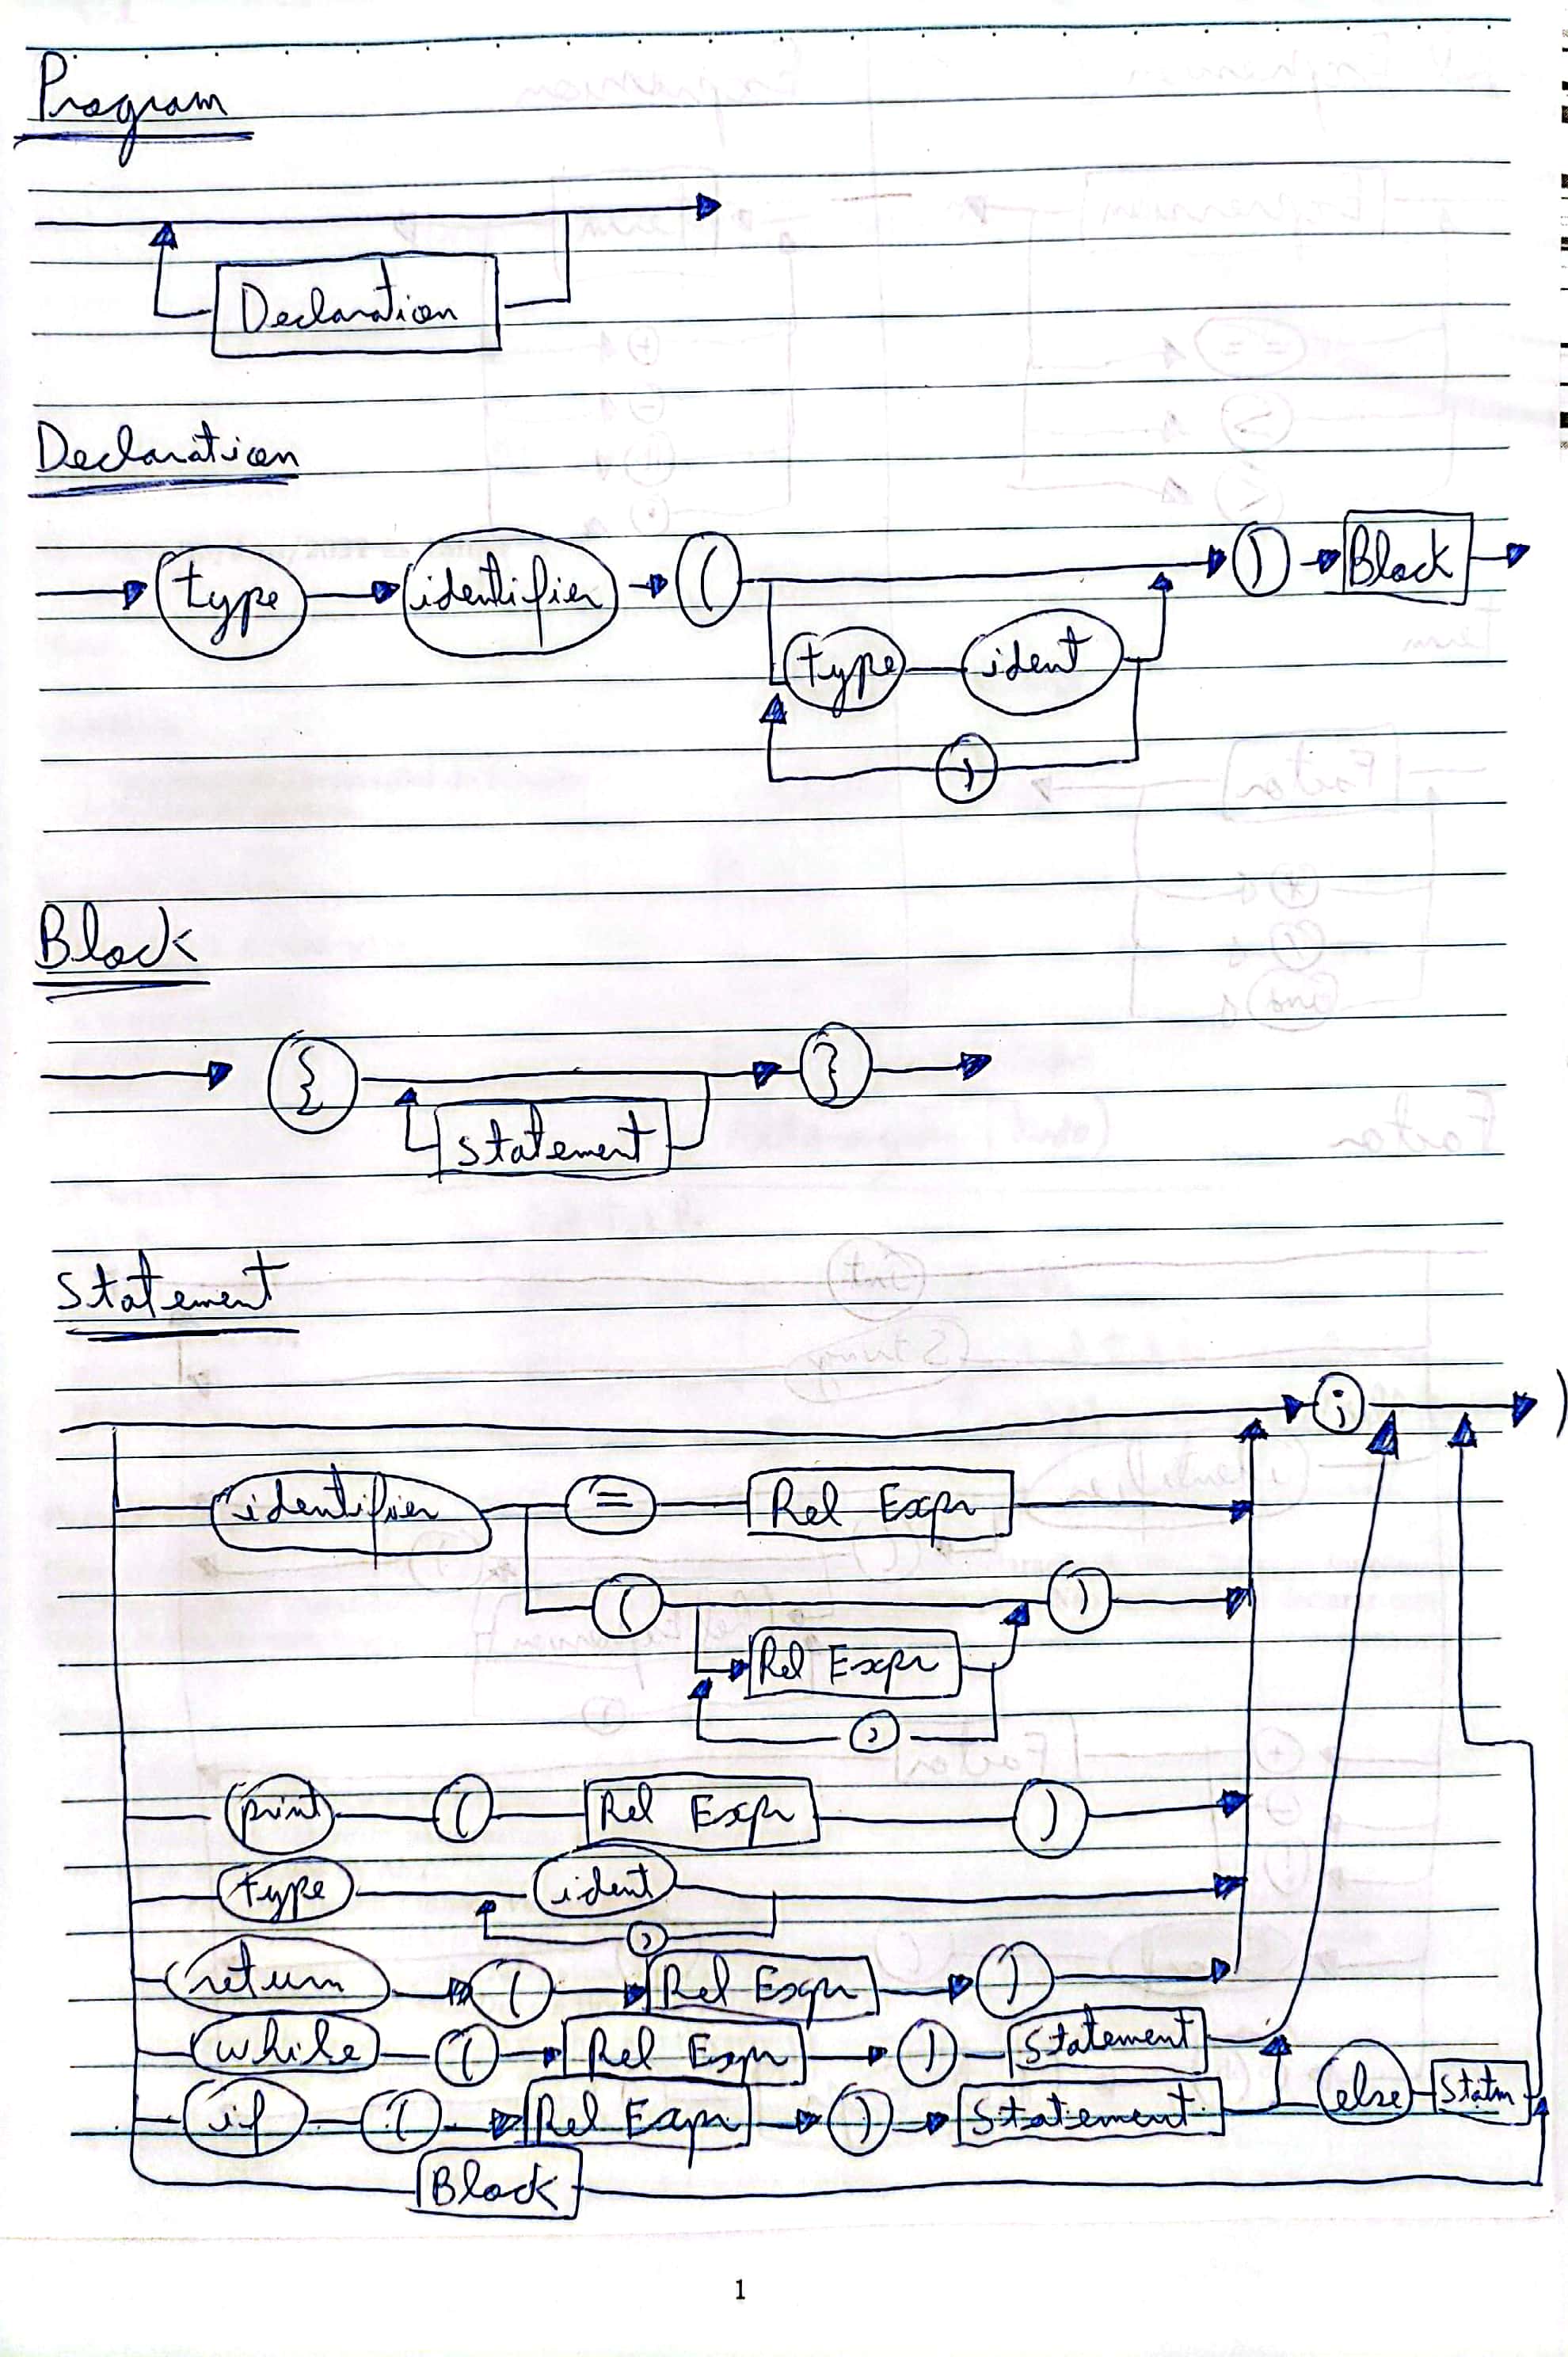 Program
Declaration
Declaration
type identifier ( ) Block
type ident
,
Block
{ }
Statement
Statement
;
identifier = Rel Expr
( )
Rel Expr
,
print ( Rel Expr )
type ident
,
return ( Rel Expr )
while ( Rel Expr ) Statement
if ( Rel Expr ) Statement else Statm
Block
1